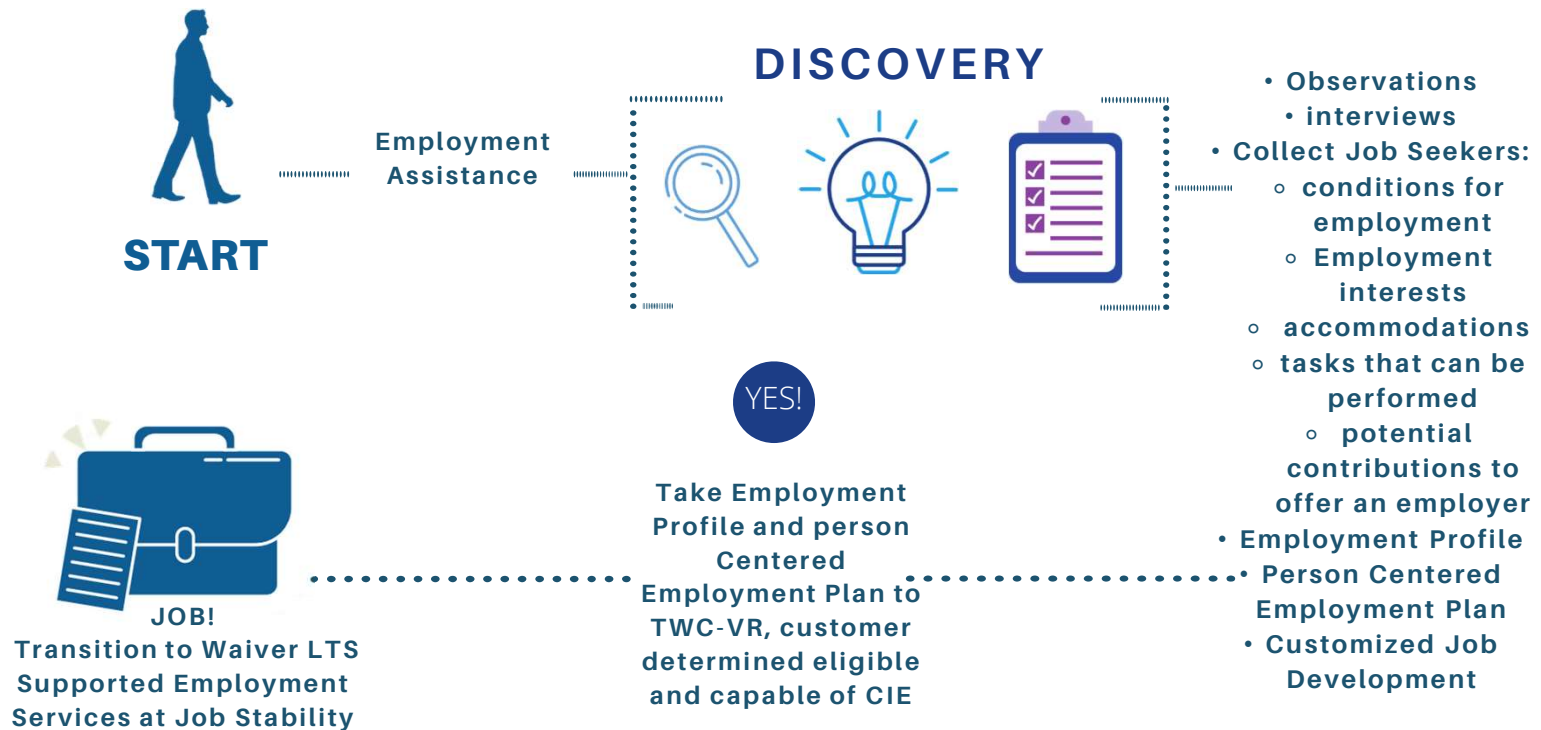 START
Employment
Assistance
DISCOVERY
• Observations
• interviews
• Collect Job Seekers:
◦ conditions for
employment
◦ Employment
interests
◦ accommodations
◦ tasks that can be
performed
◦ potential
contributions to
offer an employer
• Employment Profile
• Person Centered
Employment Plan
• Customized Job
Development
YES!
Take Employment
Profile and person
Centered
Employment Plan to
TWC-VR, customer
determined eligible
and capable of CIE
JOB!
Transition to Waiver LTS
Supported Employment
Services at Job Stability